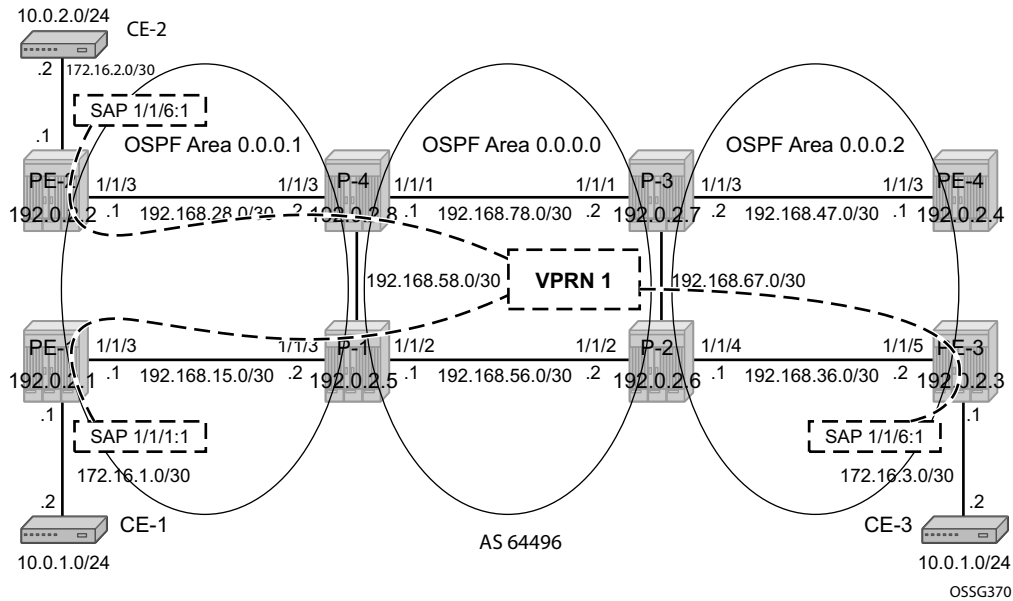 10.0.2.0/24
CE-2
.2
172.16.2.0/30
SAP 1/1/6:1
.1
OSPF Area 0.0.0.1
OSPF Area 0.0.0.0
OSPF Area 0.0.0.2
1/1/3
1/1/3
P-4
1/1/1
1/1/1
P-3
1/1/3
1/1/3
PE-4
.1
192.168.28.0/30
.2
.1
192.168.78.0/30
.2
192.0.2.7
.2
192.168.47.0/30
.1
192.0.2.4
192.168.58.0/30
VPRN 1
192.168.67.0/30
1/1/3
1/1/3
P-1
1/1/2
1/1/2
P-2
1/1/4
1/1/5
PE-3
192.0.2.1
.1
192.168.15.0/30
.2
192.0.2.5
.1
192.168.56.0/30
.2
192.0.2.6
.1
192.168.36.0/30
.2
192.0.2.3
.1
SAP 1/1/1:1
SAP 1/1/6:1
.1
172.16.1.0/30
172.16.3.0/30
.2
CE-1
AS 64496
CE-3
.2
10.0.1.0/24
10.0.1.0/24
OSSG370